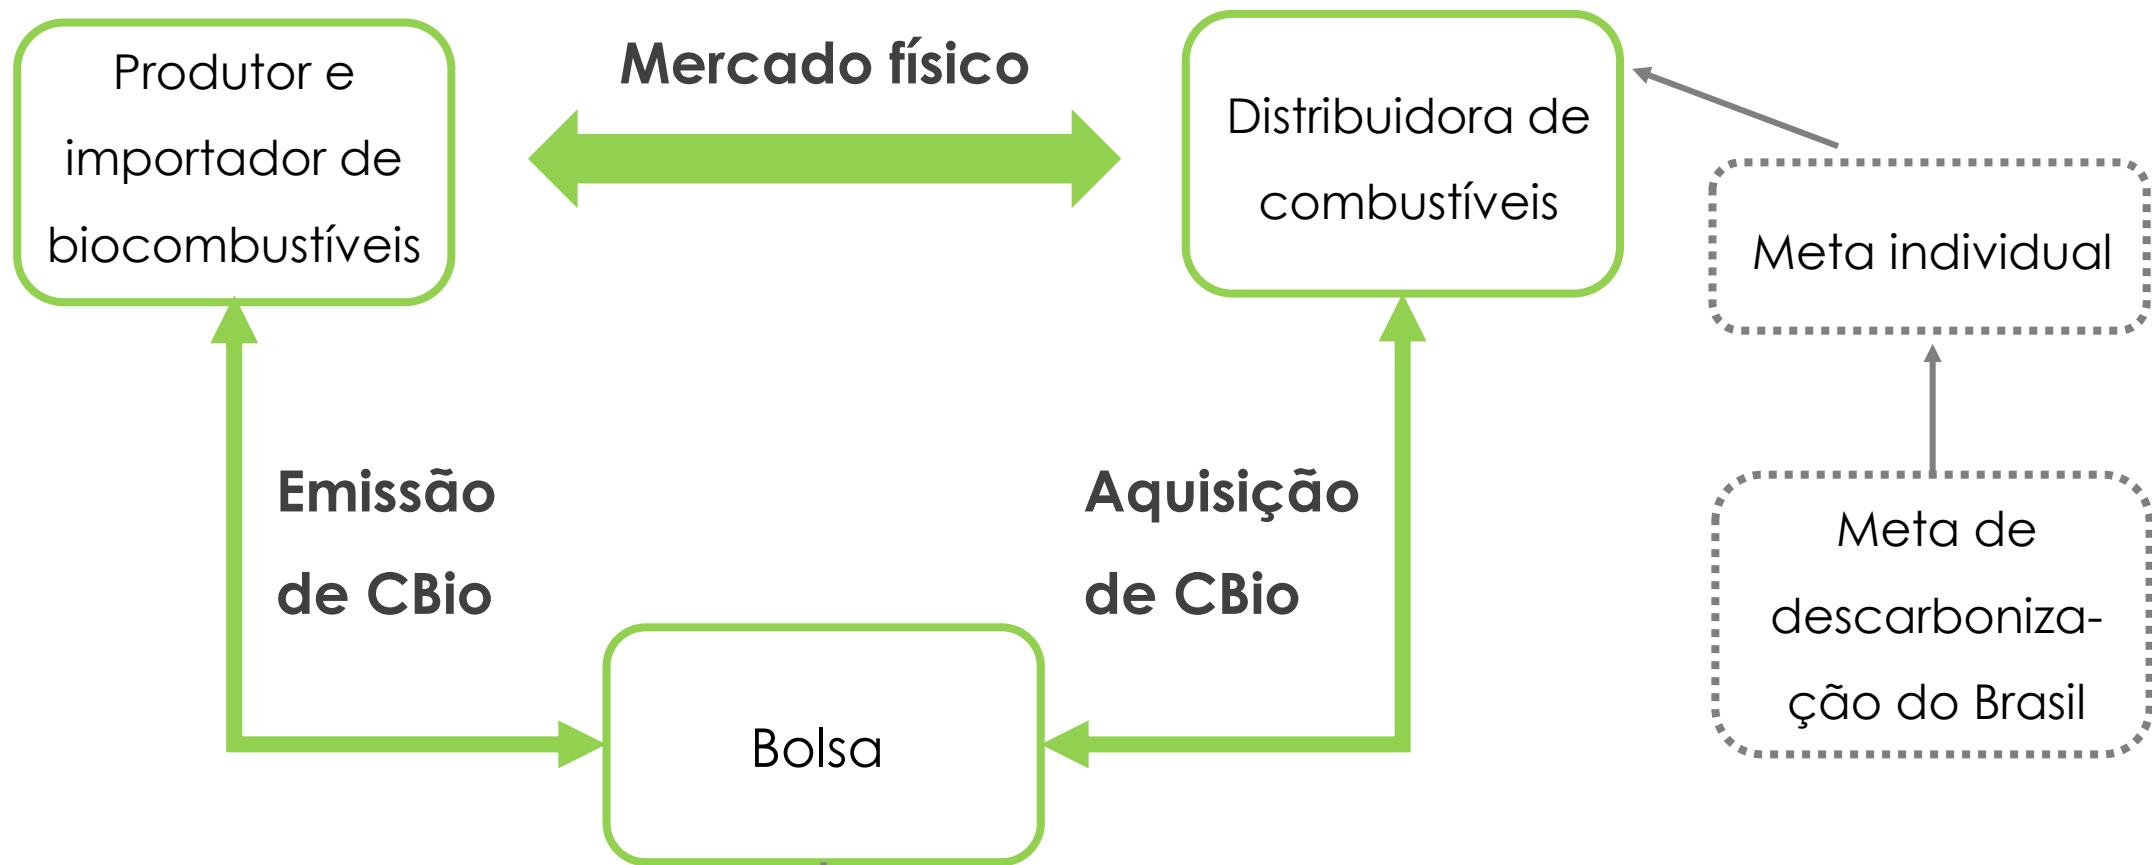 Produtor e
importador de
biocombustíveis
Mercado físico
Distribuidora de
combustíveis
Meta individual
Emissão
de CBio
Aquisição
de CBio
Meta de
descarboniza-
ção do Brasil
Bolsa